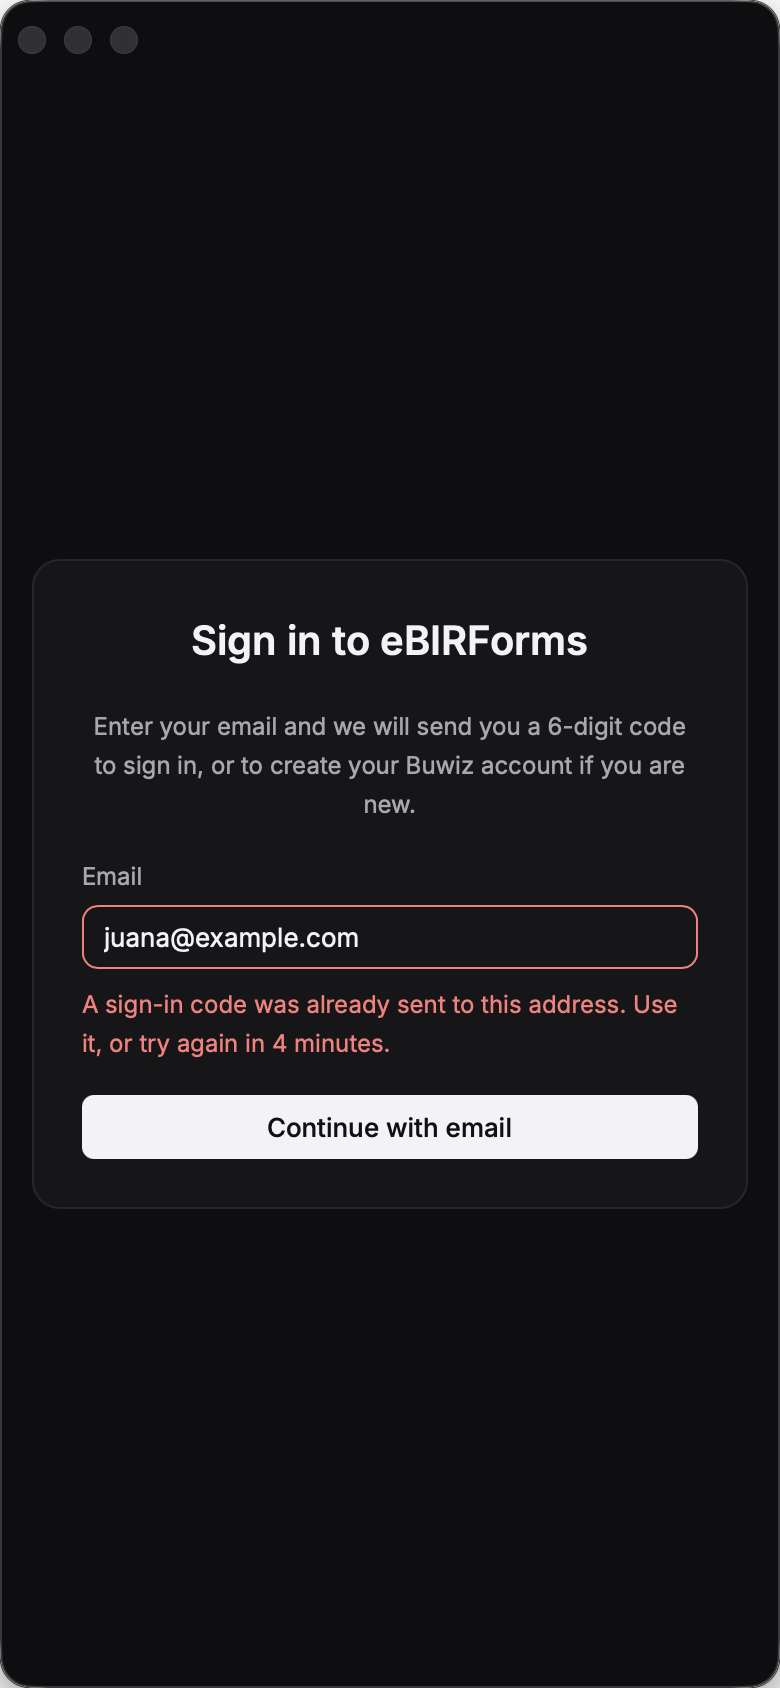 Sign in to eBIRForms
Enter your email and we will send you a 6-digit code
to sign in, or to create your Buwiz account if you are
new.
Email
juana@example.com
A sign-in code was already sent to this address. Use
it, or try again in 4 minutes.
Continue with email